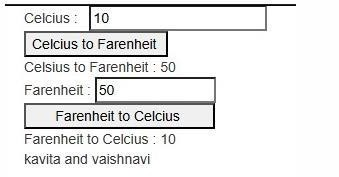 Celcius : 10
Celcius to Farenheit
Celsius to Farenheit : 50
Farenheit : 50
Farenheit to Celcius
Farenheit to Celcius : 10
kavita and vaishnavi